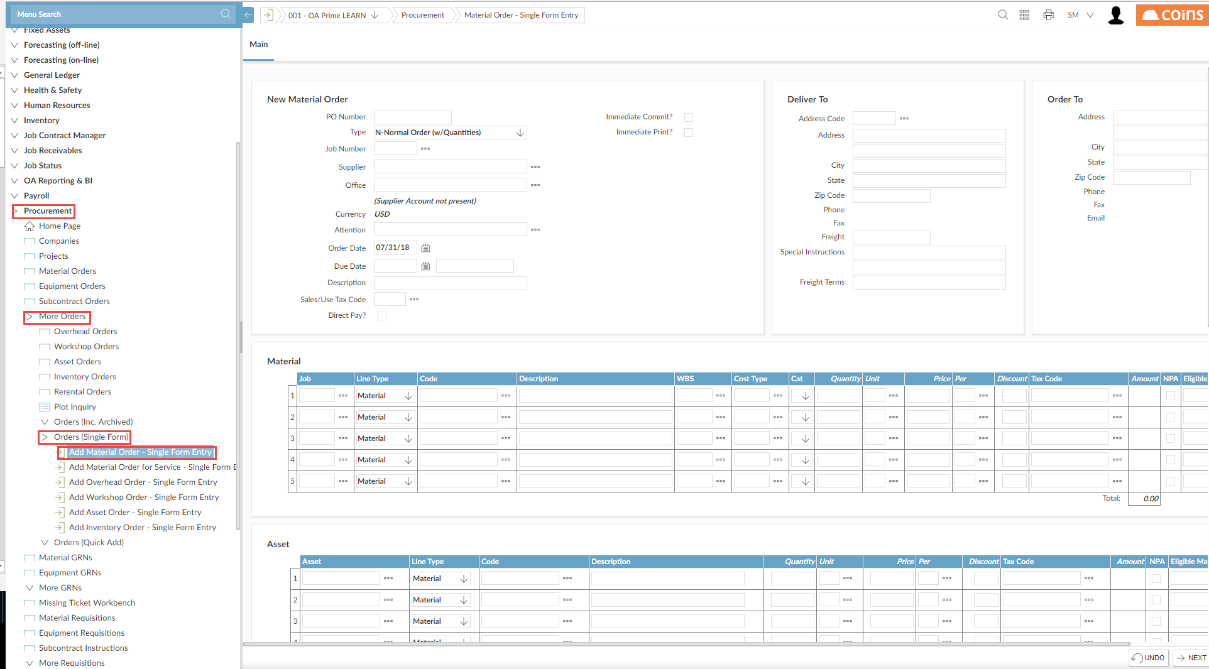 Menu Search
001 - OA Prime LEARN
Procurement
Material Order - Single Form Entry
SM
coins
Fixed Assets
Forecasting (off-line)
Forecasting (on-line)
General Ledger
Health & Safety
Human Resources
Inventory
Job Contract Manager
Job Receivables
Job Status
OA Reporting & BI
Payroll
Procurement
Home Page
Companies
Projects
Material Orders
Equipment Orders
Subcontract Orders
More Orders
Overhead Orders
Workshop Orders
Asset Orders
Inventory Orders
Rerental Orders
Plot Inquiry
Orders (Inc. Archived)
Orders (Single Form)
Add Material Order - Single Form Entry
Add Material Order for Service - Single Form E
Add Overhead Order - Single Form Entry
Add Workshop Order - Single Form Entry
Add Asset Order - Single Form Entry
Add Inventory Order - Single Form Entry
Orders (Quick Add)
Material GRNs
Equipment GRNs
More GRNs
Missing Ticket Workbench
Material Requisitions
Equipment Requisitions
Subcontract Instructions
More Requisitions
Main
New Material Order
PO Number
Immediate Commit?
Type N-Normal Order (w/Quantities)
Immediate Print?
Job Number
Supplier
Office
(Supplier Account not present)
Currency USD
Attention
Order Date 07/31/18
Due Date
Description
Sales/Use Tax Code
Direct Pay?
Deliver To
Address Code
Address
City
State
Zip Code
Phone
Fax
Freight
Special Instructions
Freight Terms
Order To
Address
City
State
Zip Code
Phone
Fax
Email
Material
Job Line Type Code Description WBS Cost Type Cat Quantity Unit Price Per Discount Tax Code Amount NPA Eligible
1 Material
2 Material
3 Material
4 Material
5 Material
Total: 0.00
Asset
Asset Line Type Code Description Quantity Unit Price Per Discount Tax Code Amount NPA Eligible Ma
1 Material
2 Material
3 Material
4 Material
UNDO
NEXT